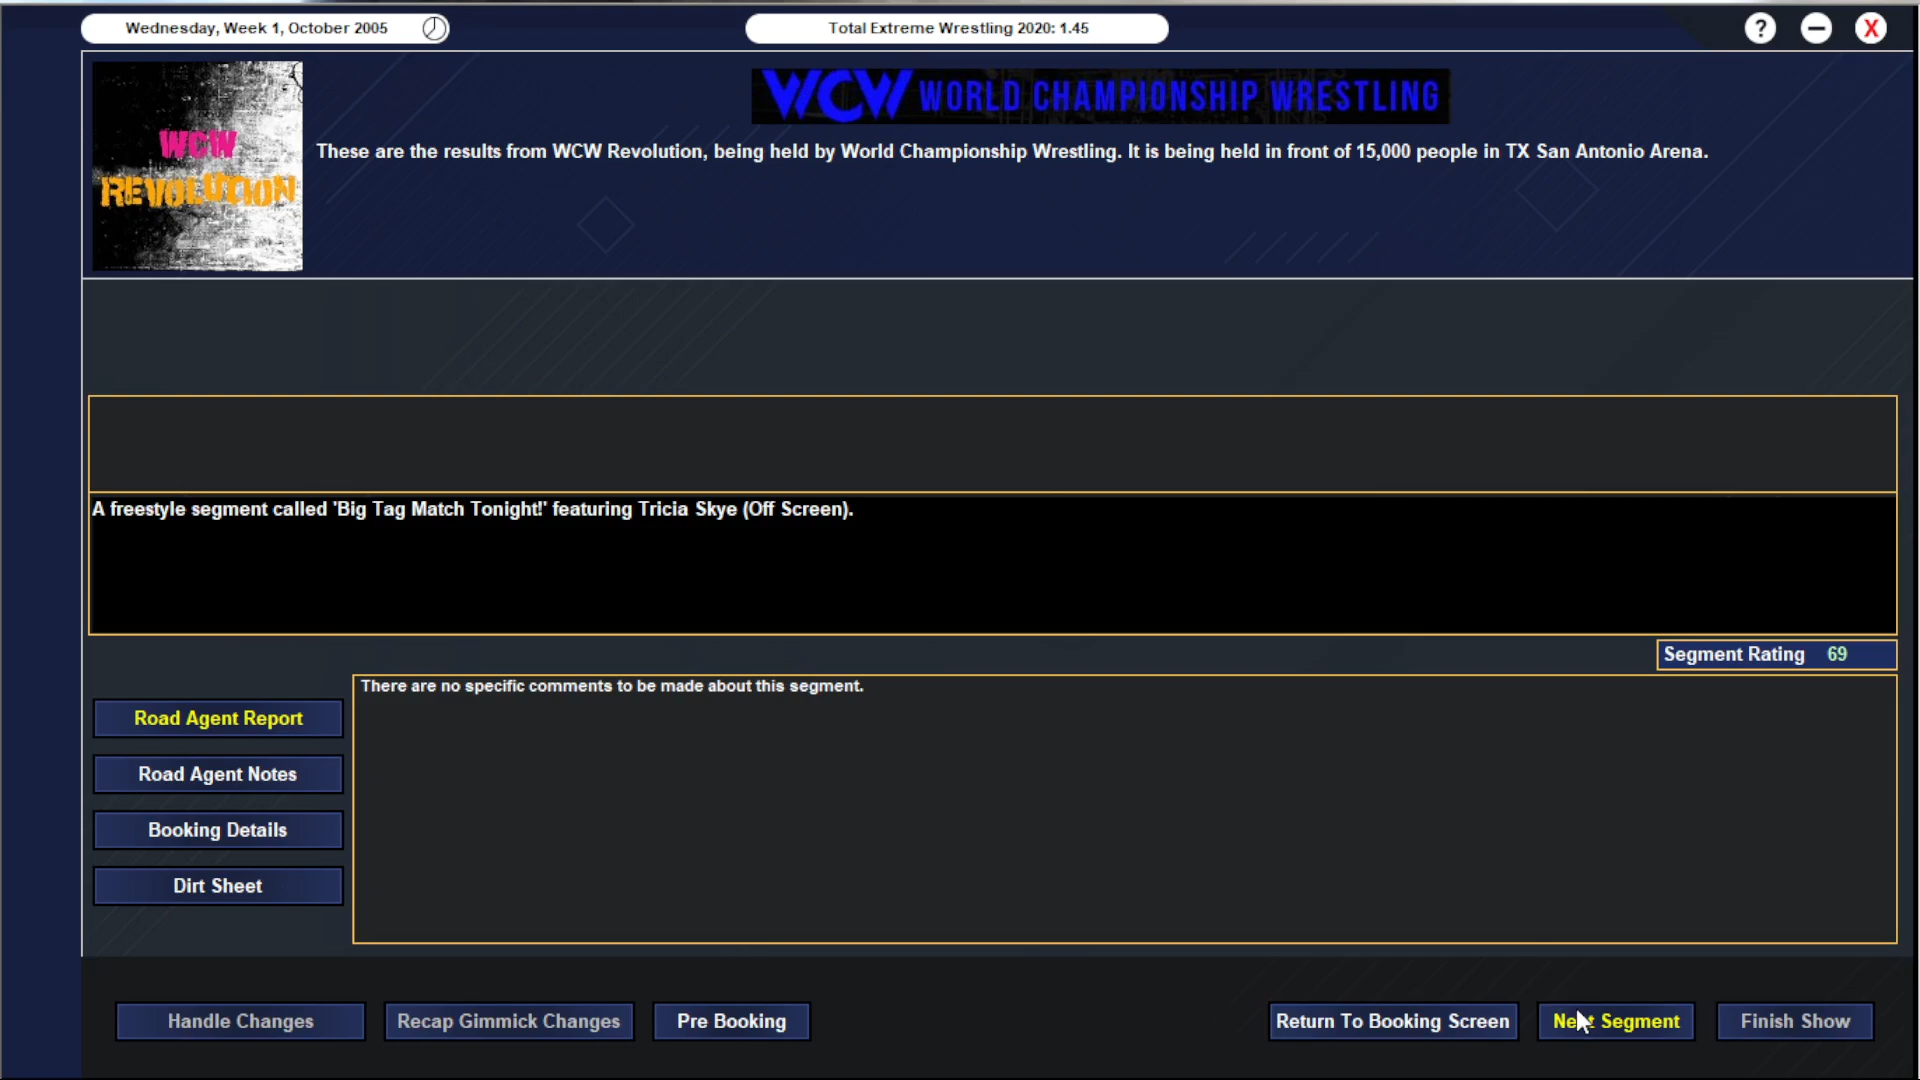 Wednesday, Week 1, October 2005
Total Extreme Wrestling 2020: 1.45
?
X
WCW WORLD CHAMPIONSHIP WRESTLING
WCW
REVOLUTION
These are the results from WCW Revolution, being held by World Championship Wrestling. It is being held in front of 15,000 people in TX San Antonio Arena.
A freestyle segment called 'Big Tag Match Tonight!' featuring Tricia Skye (Off Screen).
Segment Rating 69
There are no specific comments to be made about this segment.
Road Agent Report
Road Agent Notes
Booking Details
Dirt Sheet
Handle Changes
Recap Gimmick Changes
Pre Booking
Return To Booking Screen
Next Segment
Finish Show